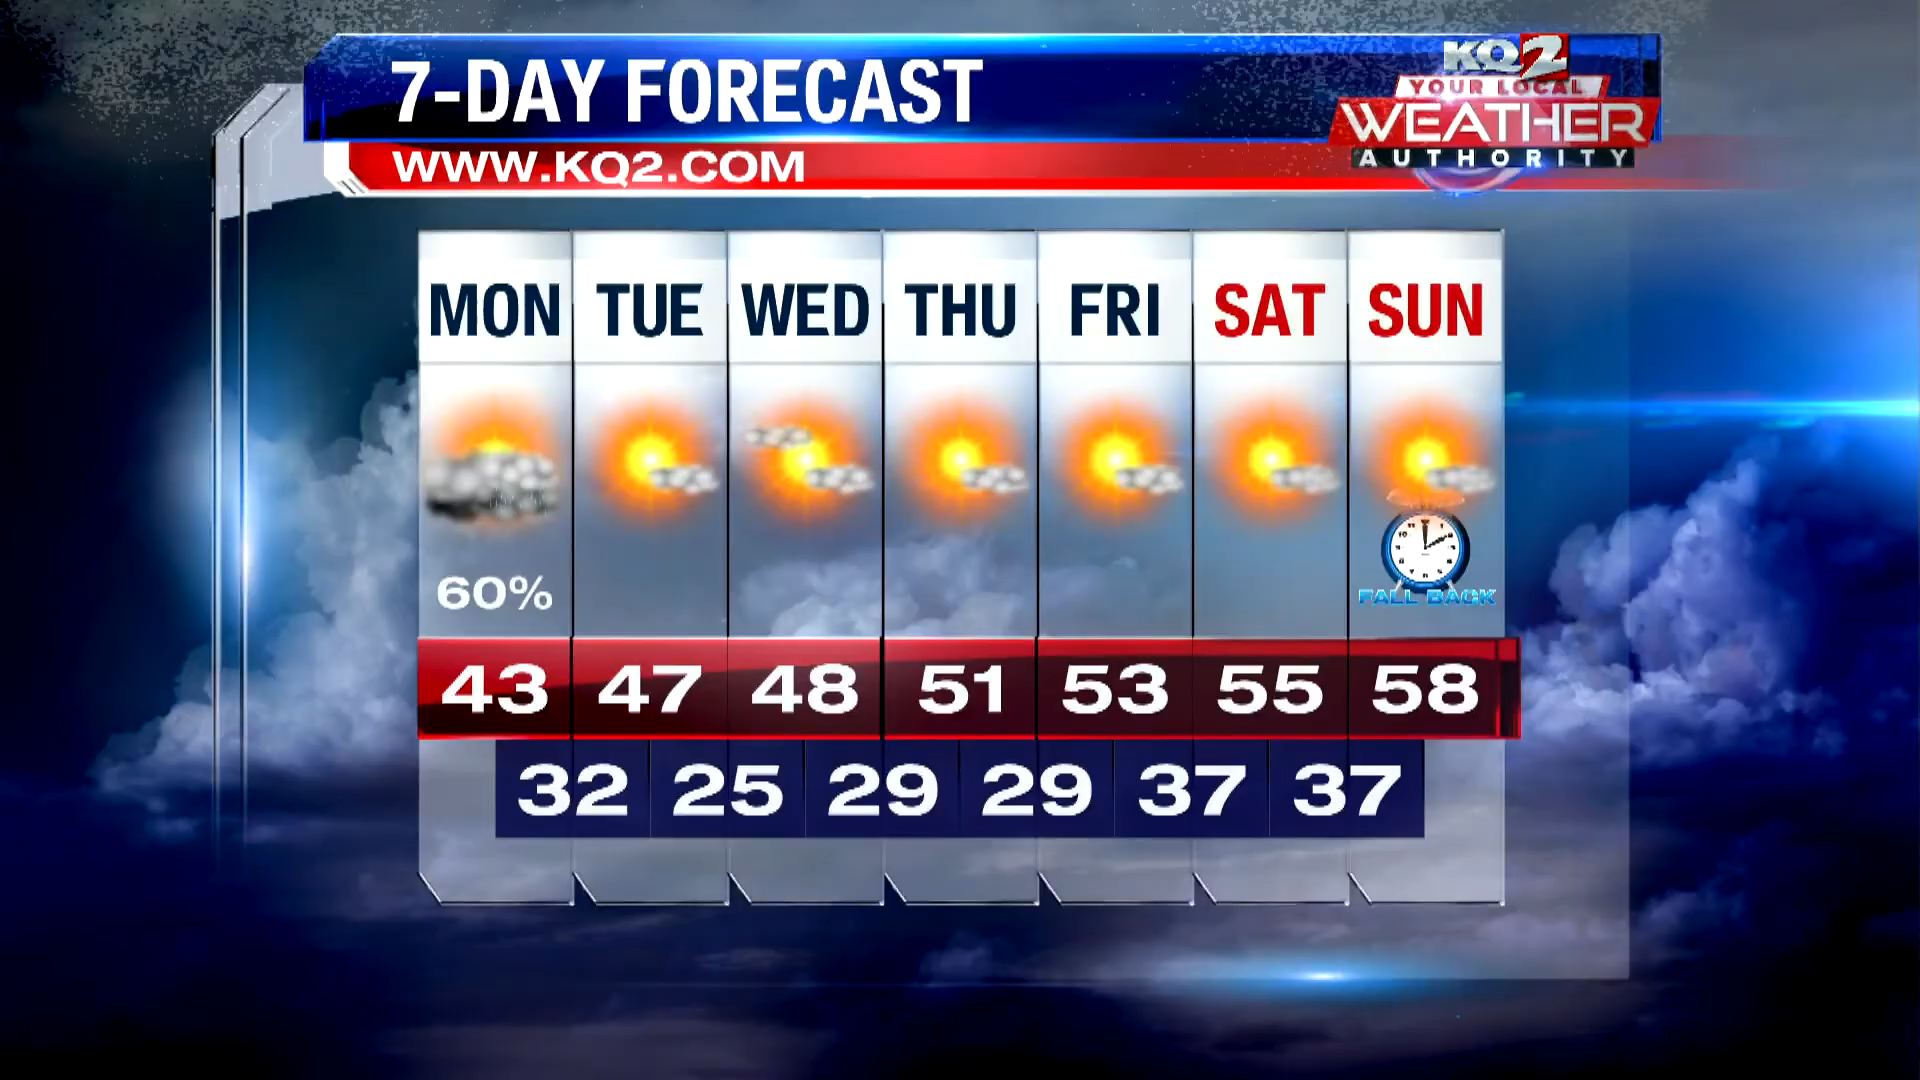 7-DAY FORECAST
WWW.KQ2.COM
KQ2
YOUR LOCAL
WEATHER
AUTHORITY
MON TUE WED THU FRI SAT SUN
60%
FALL BACK
43 47 48 51 53 55 58
32 25 29 29 37 37